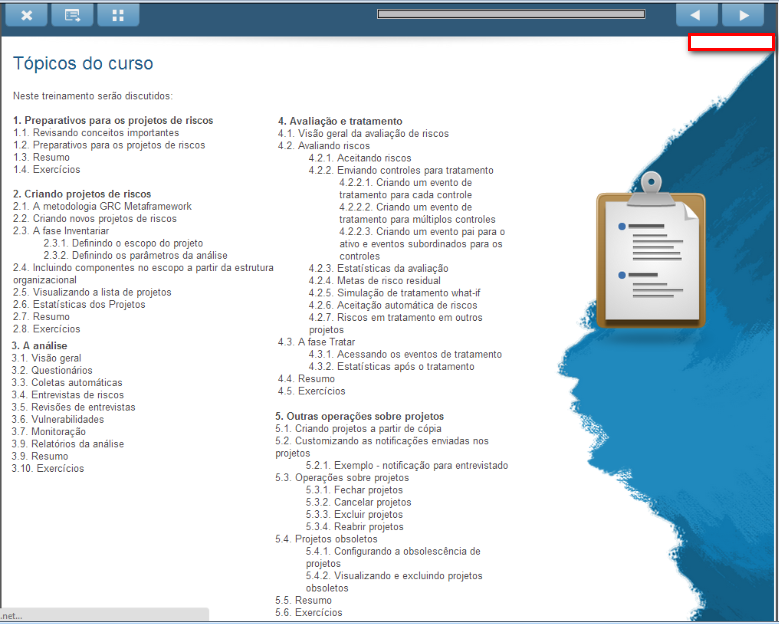 Tópicos do curso
Neste treinamento serão discutidos:
1. Preparativos para os projetos de riscos
1.1. Revisando conceitos importantes
1.2. Preparativos para os projetos de riscos
1.3. Resumo
1.4. Exercícios
2. Criando projetos de riscos
2.1. A metodologia GRC Metaframework
2.2. Criando novos projetos de riscos
2.3. A fase Inventariar
2.3.1. Definindo o escopo do projeto
2.3.2. Definindo os parâmetros da análise
2.4. Incluindo componentes no escopo a partir da estrutura
organizacional
2.5. Visualizando a lista de projetos
2.6. Estatísticas dos Projetos
2.7. Resumo
2.8. Exercícios
3. A análise
3.1. Visão geral
3.2. Questionários
3.3. Coletas automáticas
3.4. Entrevistas de riscos
3.5. Revisões de entrevistas
3.6. Vulnerabilidades
3.7. Monitoração
3.9. Relatórios da análise
3.9. Resumo
3.10. Exercícios
4. Avaliação e tratamento
4.1. Visão geral da avaliação de riscos
4.2. Avaliando riscos
4.2.1. Aceitando riscos
4.2.2. Enviando controles para tratamento
4.2.2.1. Criando um evento de
tratamento para cada controle
4.2.2.2. Criando um evento de
tratamento para múltiplos controles
4.2.2.3. Criando um evento pai para o
ativo e eventos subordinados para os
controles
4.2.3. Estatísticas da avaliação
4.2.4. Metas de risco residual
4.2.5. Simulação de tratamento what-if
4.2.6. Aceitação automática de riscos
4.2.7. Riscos em tratamento em outros
projetos
4.3. A fase Tratar
4.3.1. Acessando os eventos de tratamento
4.3.2. Estatísticas após o tratamento
4.4. Resumo
4.5. Exercícios
5. Outras operações sobre projetos
5.1. Criando projetos a partir de cópia
5.2. Customizando as notificações enviadas nos
projetos
5.2.1. Exemplo - notificação para entrevistado
5.3. Operações sobre projetos
5.3.1. Fechar projetos
5.3.2. Cancelar projetos
5.3.3. Excluir projetos
5.3.4. Reabrir projetos
5.4. Projetos obsoletos
5.4.1. Configurando a obsolescência de
projetos
5.4.2. Visualizando e excluindo projetos
obsoletos
5.5. Resumo
5.6. Exercícios
.net...